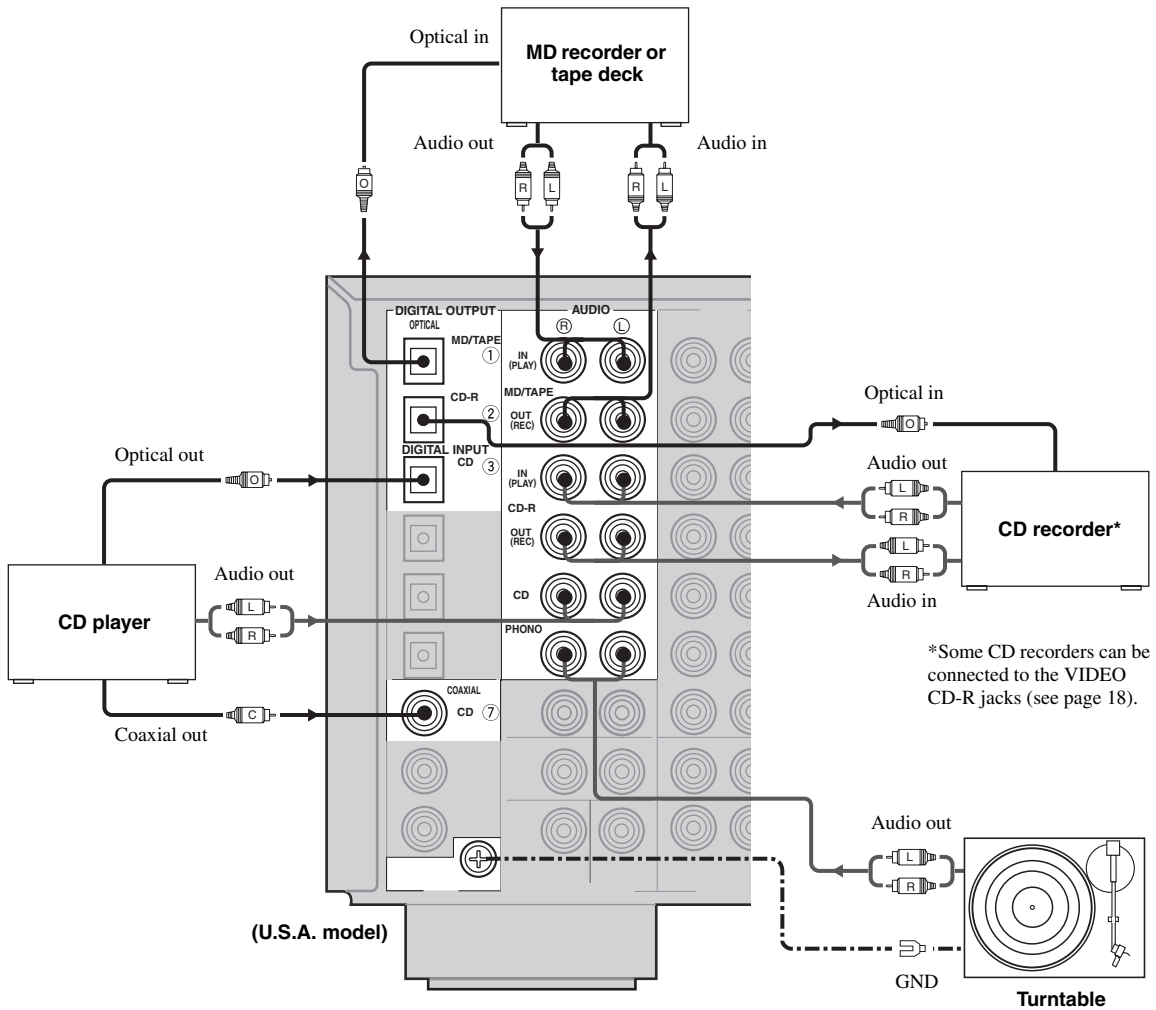 Optical in
MD recorder or
tape deck
Audio out
Audio in
R
L
R
L
O
DIGITAL OUTPUT
OPTICAL
MD/TAPE
1
AUDIO
R
L
IN
(PLAY)
MD/TAPE
OUT
(REC)
CD-R
2
DIGITAL INPUT
CD
3
IN
(PLAY)
CD-R
OUT
(REC)
CD
PHONO
COAXIAL
CD
7
Optical out
O
Audio out
L
R
CD player
C
Coaxial out
Optical in
O
Audio out
L
R
CD recorder*
L
R
Audio in
*Some CD recorders can be
connected to the VIDEO
CD-R jacks (see page 18).
Audio out
L
R
GND
Turntable
(U.S.A. model)